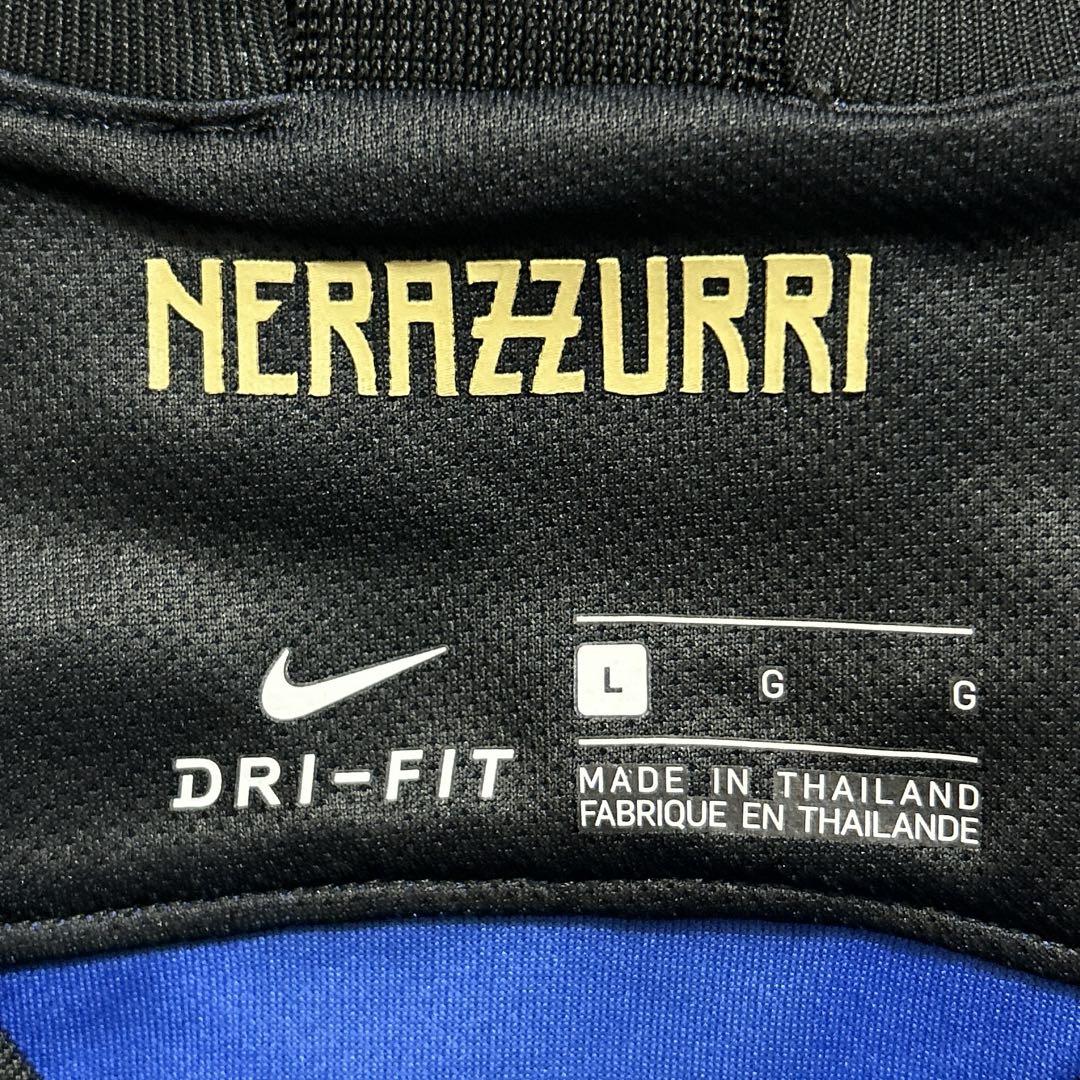 NERAZZURRI
DRI-FIT
L G G
MADE IN THAILAND
FABRIQUE EN THAILANDE